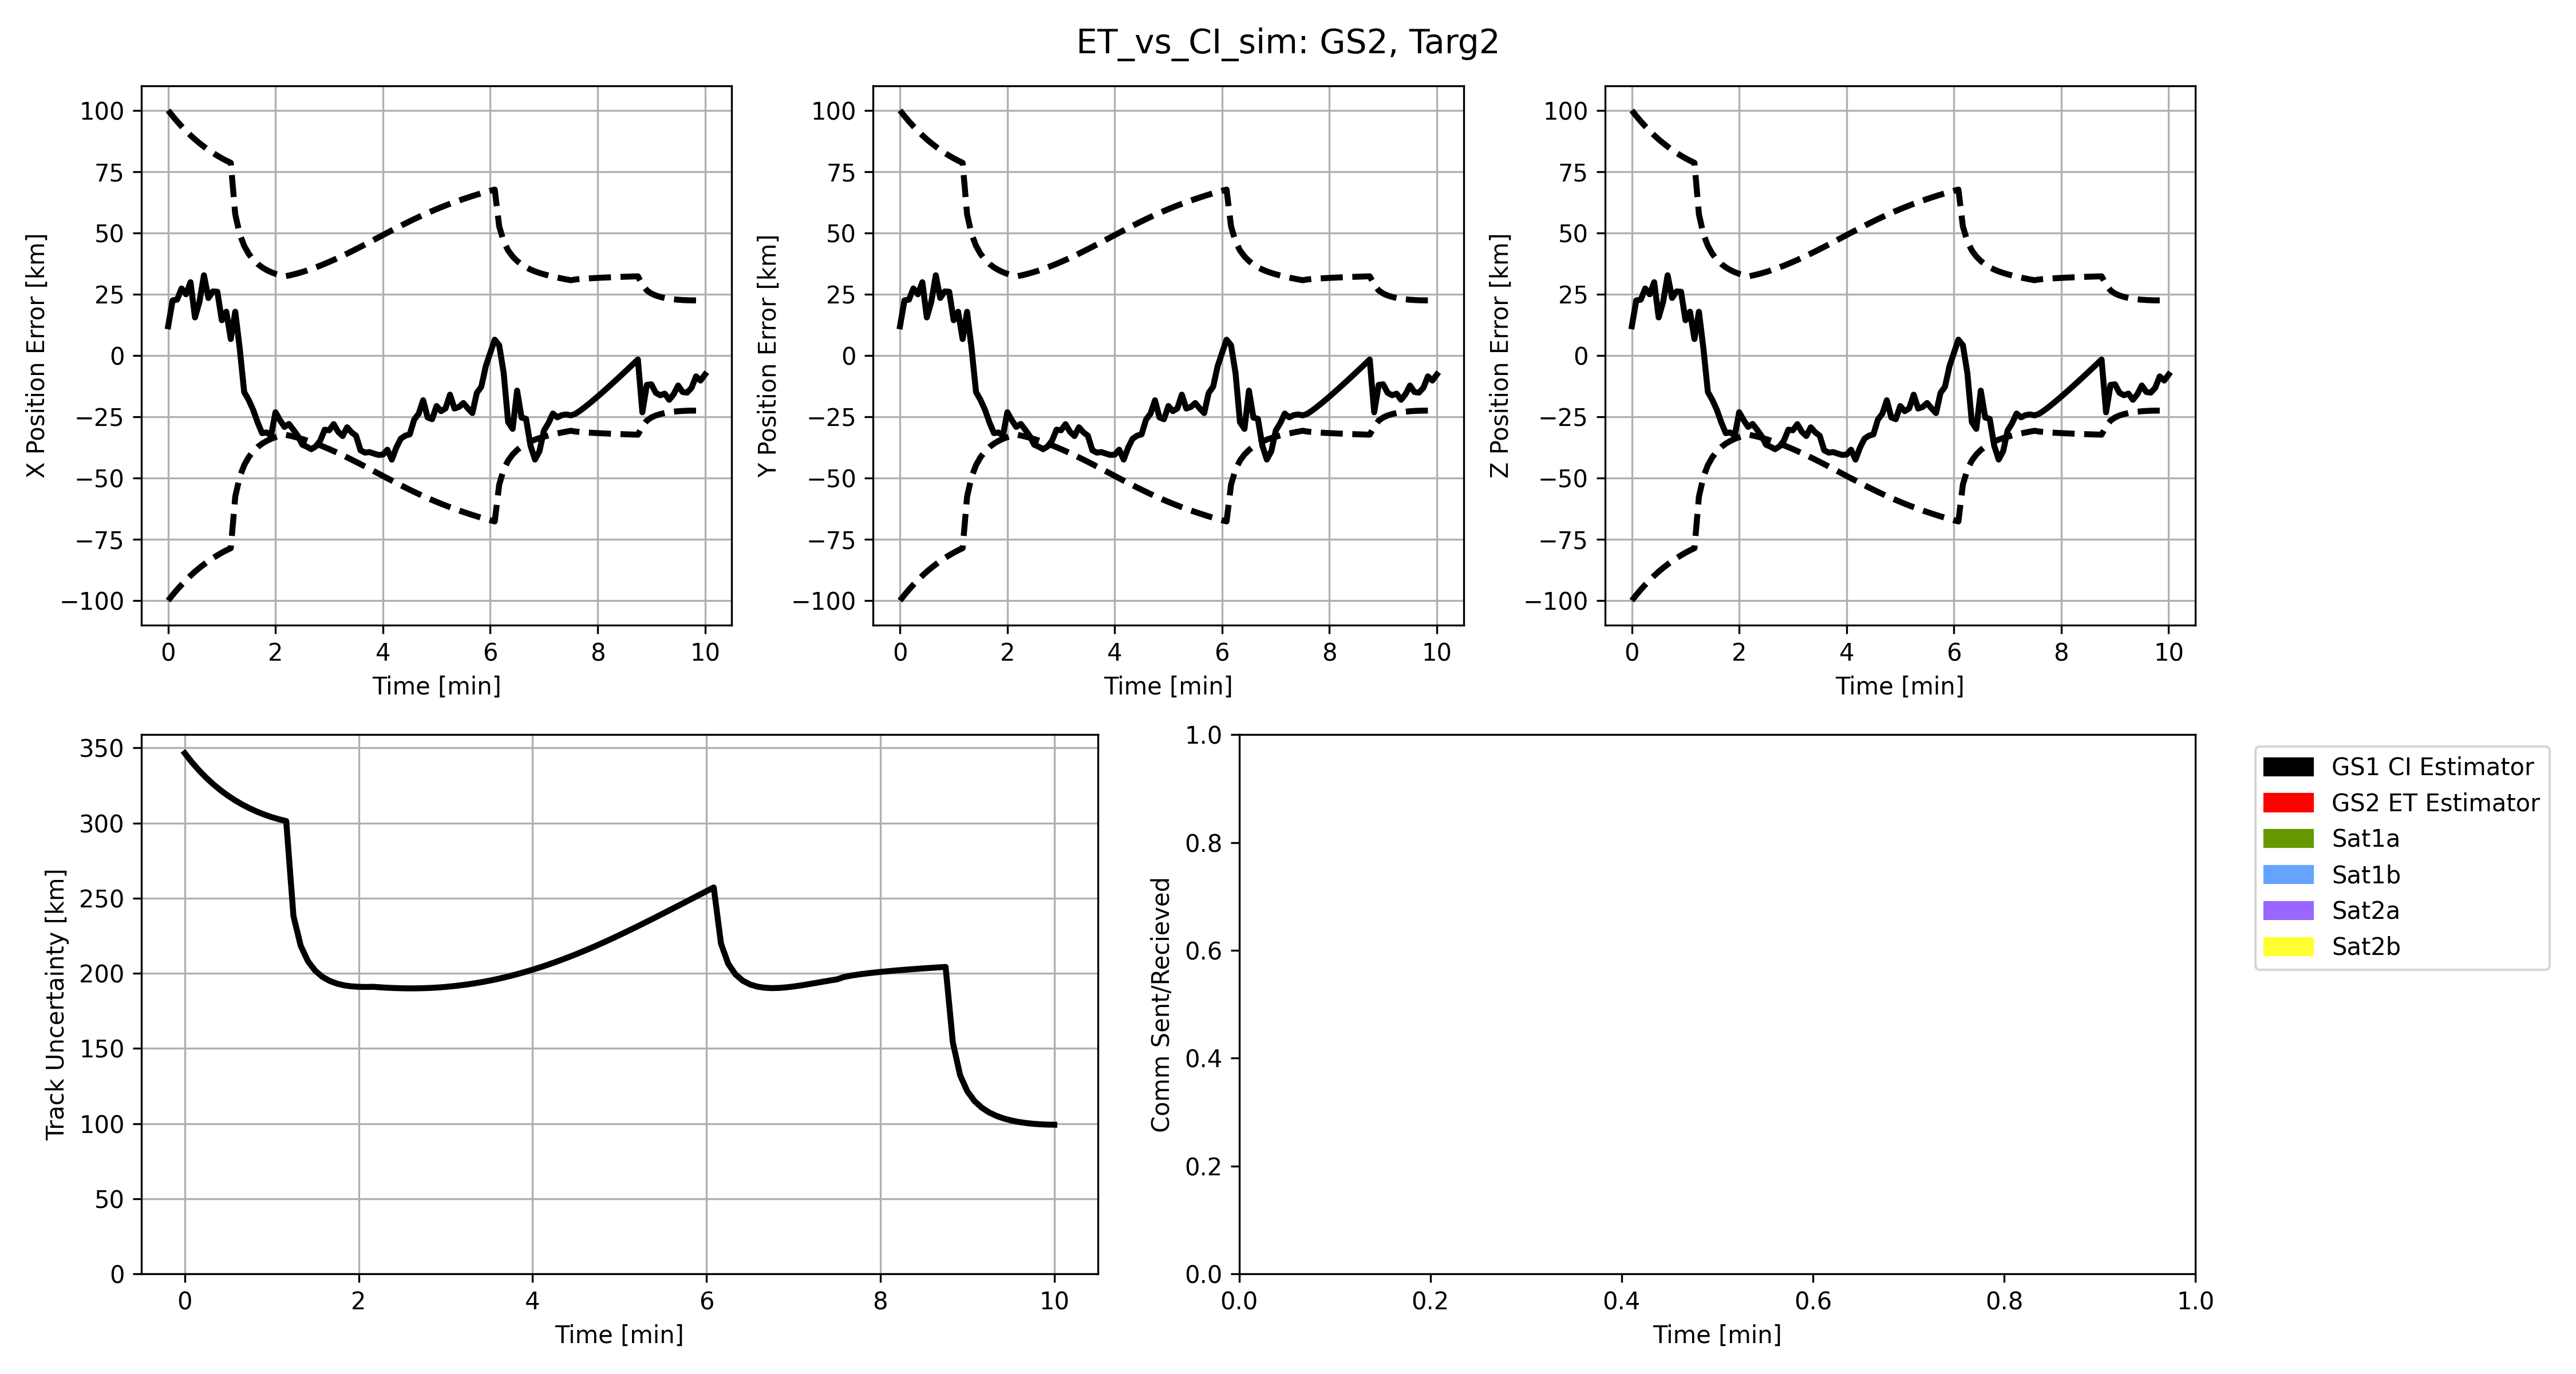 ET_vs_CI_sim: GS2, Targ2
X Position Error [km]
100
75
50
25
0
−25
−50
−75
−100
0 2 4 6 8 10
Time [min]
Y Position Error [km]
100
75
50
25
0
−25
−50
−75
−100
0 2 4 6 8 10
Time [min]
Z Position Error [km]
100
75
50
25
0
−25
−50
−75
−100
0 2 4 6 8 10
Time [min]
Track Uncertainty [km]
350
300
250
200
150
100
50
0
0 2 4 6 8 10
Time [min]
Comm Sent/Recieved
1.0
0.8
0.6
0.4
0.2
0.0
0.0 0.2 0.4 0.6 0.8 1.0
Time [min]
GS1 CI Estimator
GS2 ET Estimator
Sat1a
Sat1b
Sat2a
Sat2b